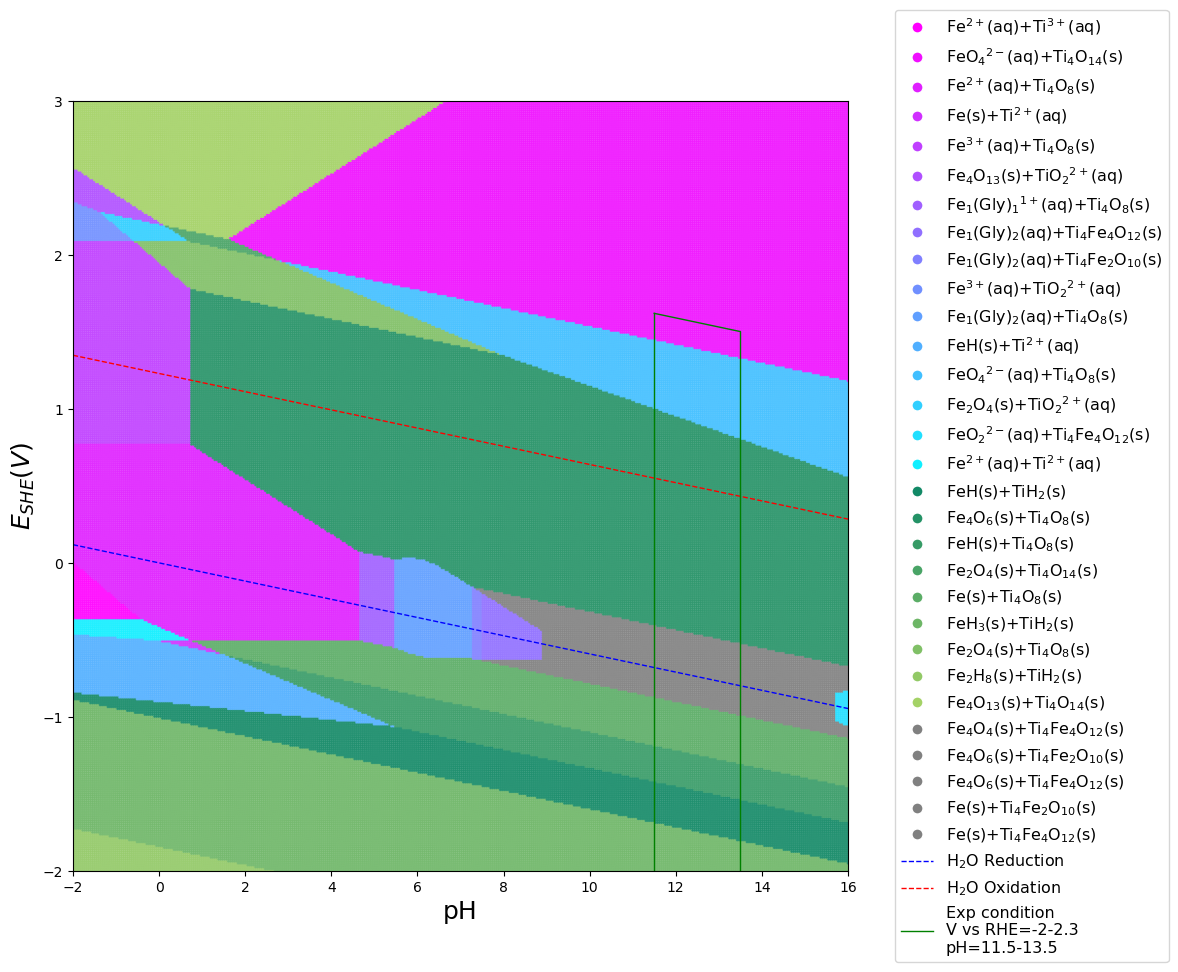 3
2
1
0
−1
−2
−2
0
2
4
6
8
10
12
14
16
pH
E_SHE(V)
Fe²⁺(aq)+Ti³⁺(aq)
FeO₄²⁻(aq)+Ti₄O₁₄(s)
Fe²⁺(aq)+Ti₄O₈(s)
Fe(s)+Ti²⁺(aq)
Fe³⁺(aq)+Ti₄O₈(s)
Fe₄O₁₃(s)+TiO₂²⁺(aq)
Fe₁(Gly)₁¹⁺(aq)+Ti₄O₈(s)
Fe₁(Gly)₂(aq)+Ti₄Fe₄O₁₂(s)
Fe₁(Gly)₂(aq)+Ti₄Fe₂O₁₀(s)
Fe³⁺(aq)+TiO₂²⁺(aq)
Fe₁(Gly)₂(aq)+Ti₄O₈(s)
FeH(s)+Ti²⁺(aq)
FeO₄²⁻(aq)+Ti₄O₈(s)
Fe₂O₄(s)+TiO₂²⁺(aq)
FeO₂²⁻(aq)+Ti₄Fe₄O₁₂(s)
Fe²⁺(aq)+Ti²⁺(aq)
FeH(s)+TiH₂(s)
Fe₄O₆(s)+Ti₄O₈(s)
FeH(s)+Ti₄O₈(s)
Fe₂O₄(s)+Ti₄O₁₄(s)
Fe(s)+Ti₄O₈(s)
FeH₃(s)+TiH₂(s)
Fe₂O₄(s)+Ti₄O₈(s)
Fe₂H₈(s)+TiH₂(s)
Fe₄O₁₃(s)+Ti₄O₁₄(s)
Fe₄O₄(s)+Ti₄Fe₄O₁₂(s)
Fe₄O₆(s)+Ti₄Fe₂O₁₀(s)
Fe₄O₆(s)+Ti₄Fe₄O₁₂(s)
Fe(s)+Ti₄Fe₂O₁₀(s)
Fe(s)+Ti₄Fe₄O₁₂(s)
H₂O Reduction
H₂O Oxidation
Exp condition
V vs RHE=-2-2.3
pH=11.5-13.5